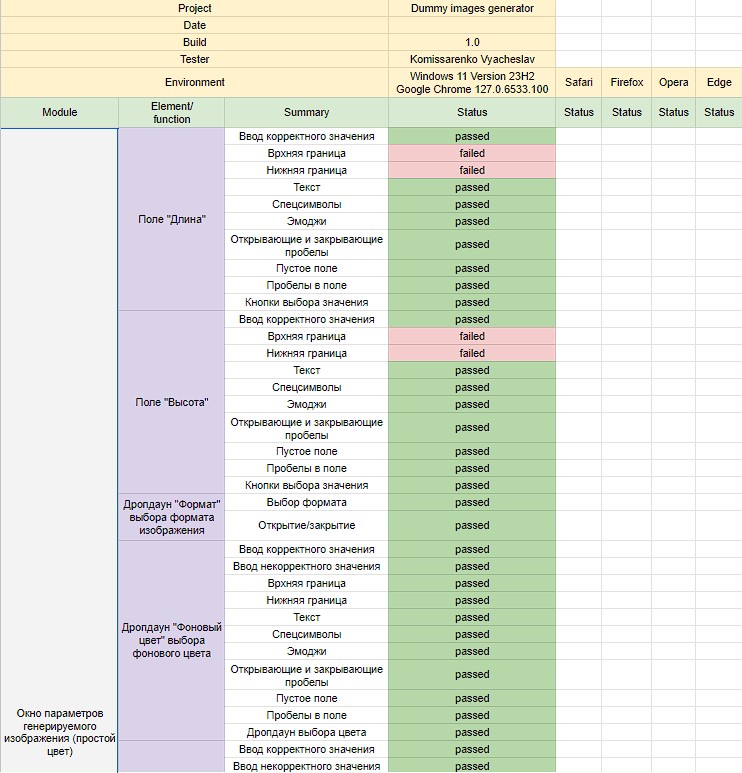 Project Dummy images generator
Date
Build 1.0
Tester Komissarenko Vyacheslav
Environment Windows 11 Version 23H2 Safari Firefox Opera Edge
Google Chrome 127.0.6533.100
Module Element/ Summary Status Status Status Status Status
function
Ввод корректного значения passed
Врхняя граница failed
Нижняя граница failed
Текст passed
Спецсимволы passed
Поле "Длина" Эмоджи passed
Открывающие и закрывающие passed
пробелы
Пустое поле passed
Пробелы в поле passed
Кнопки выбора значения passed
Ввод корректного значения passed
Врхняя граница failed
Нижняя граница failed
Текст passed
Спецсимволы passed
Поле "Высота" Эмоджи passed
Открывающие и закрывающие passed
пробелы
Пустое поле passed
Пробелы в поле passed
Кнопки выбора значения passed
Дропдаун "Формат" Выбор формата passed
выбора формата
изображения Открытие/закрытие passed
Ввод корректного значения passed
Ввод некорректного значения passed
Врхняя граница passed
Нижняя граница passed
Текст passed
Дропдаун "Фоновый Спецсимволы passed
цвет" выбора
фонового цвета Эмоджи passed
Открывающие и закрывающие passed
пробелы
Пустое поле passed
Пробелы в поле passed
Дропдаун выбора цвета passed
Окно параметров
генерируемого
изображения (простой
цвет)
Ввод корректного значения passed
Ввод некорректного значения passed